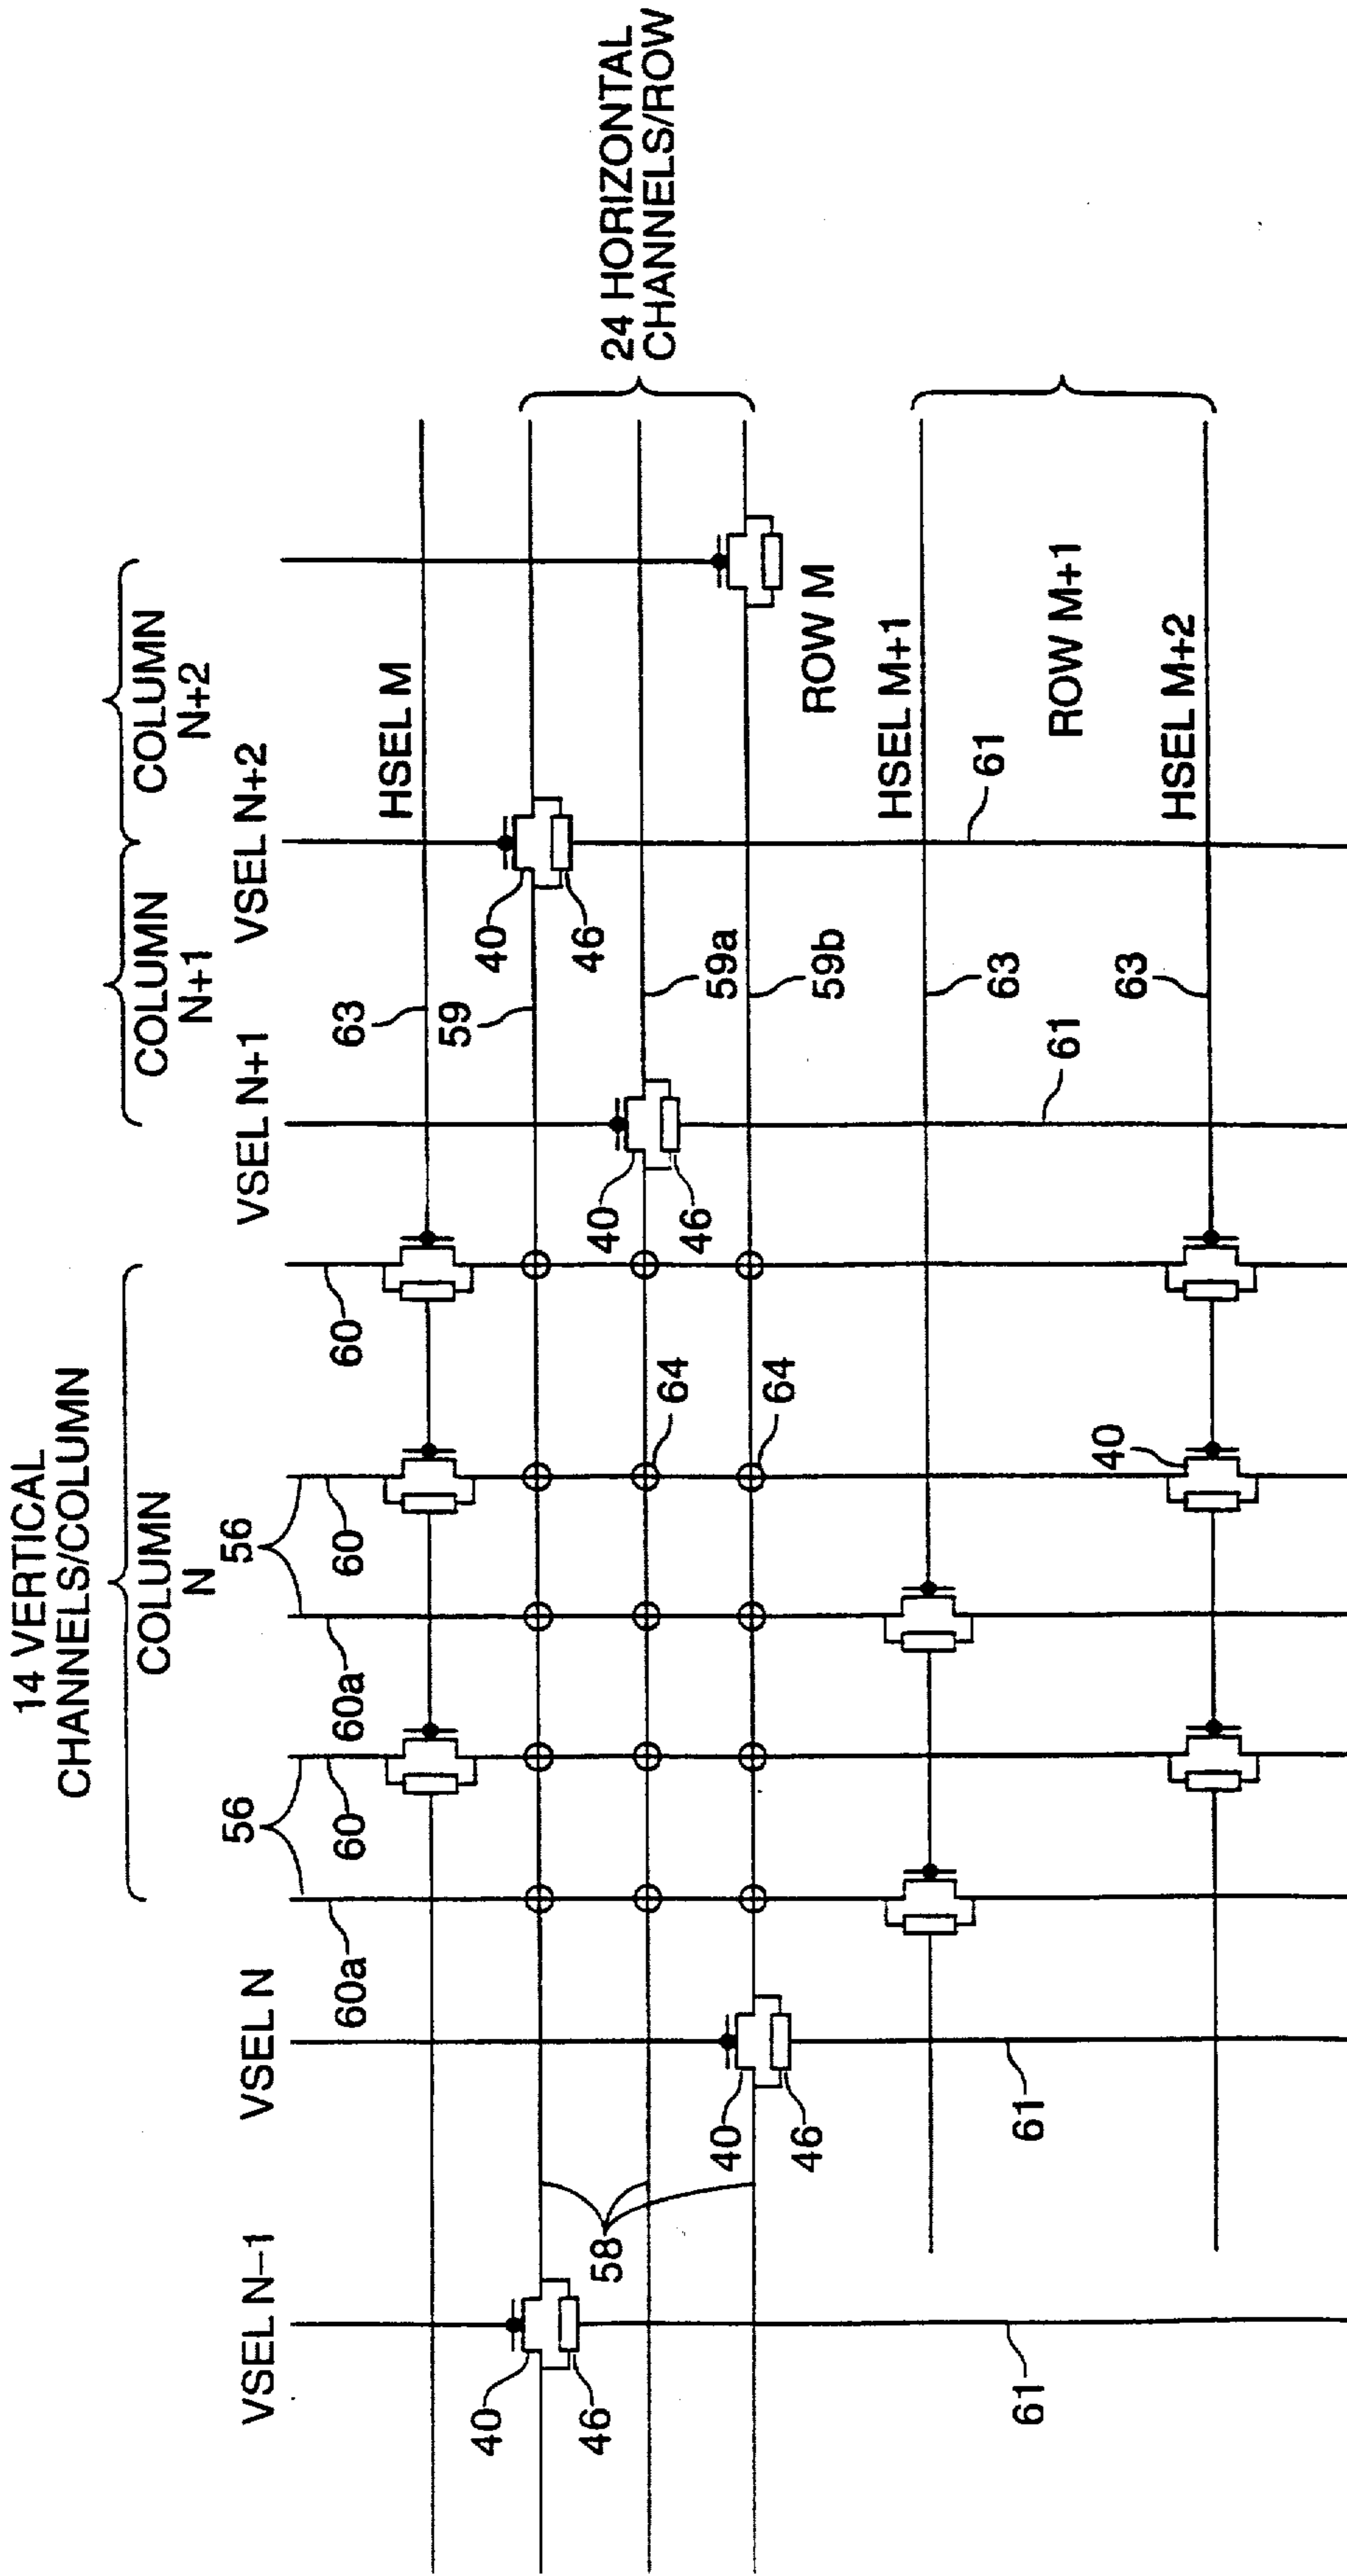 14 VERTICAL
CHANNELS/COLUMN
COLUMN
N
COLUMN
N+1
COLUMN
N+2
VSEL N–1
VSEL N
60a
56
60
60a
56
60
60
VSEL N+1
VSEL N+2
HSEL M
63
59
40
46
24 HORIZONTAL
CHANNELS/ROW
40
46
59a
58
64
40
46
59b
40
46
64
ROW M
HSEL M+1
63
61
61
61
61
ROW M+1
40
63
HSEL M+2